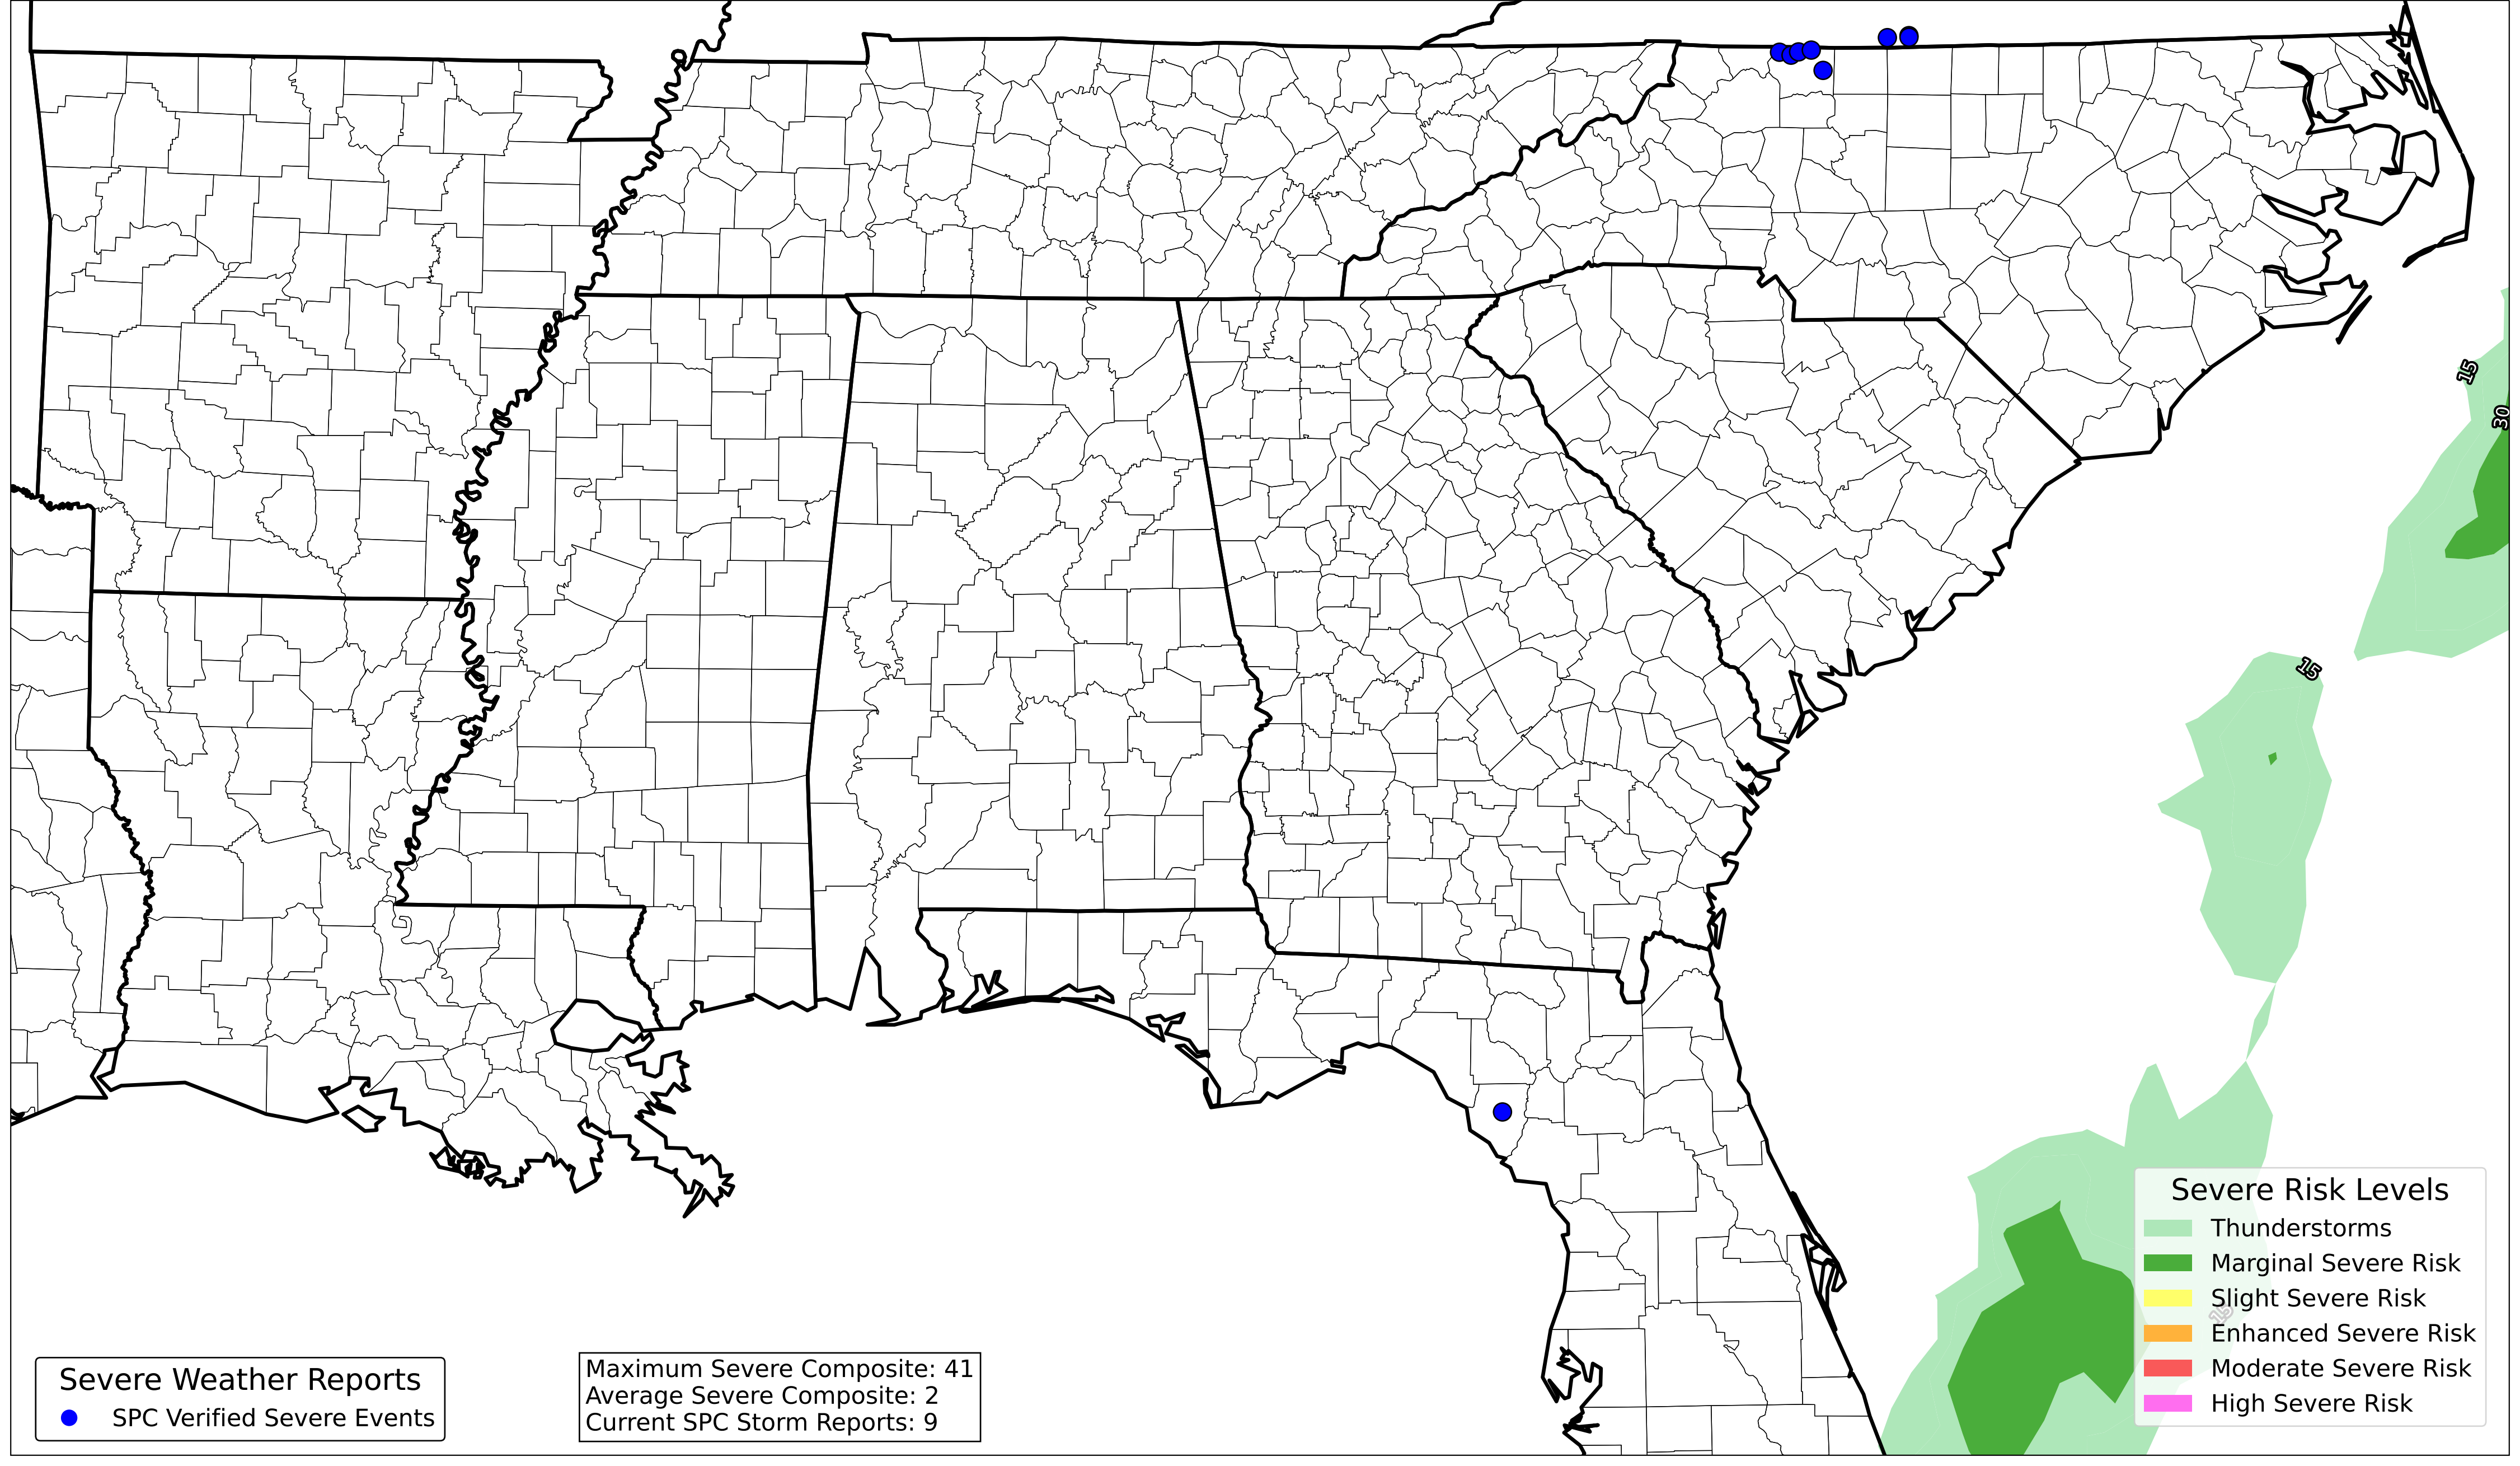 15
30
15
Severe Risk Levels
Thunderstorms
Marginal Severe Risk
Slight Severe Risk
15
Enhanced Severe Risk
Moderate Severe Risk
High Severe Risk
Severe Weather Reports
SPC Verified Severe Events
Maximum Severe Composite: 41
Average Severe Composite: 2
Current SPC Storm Reports: 9